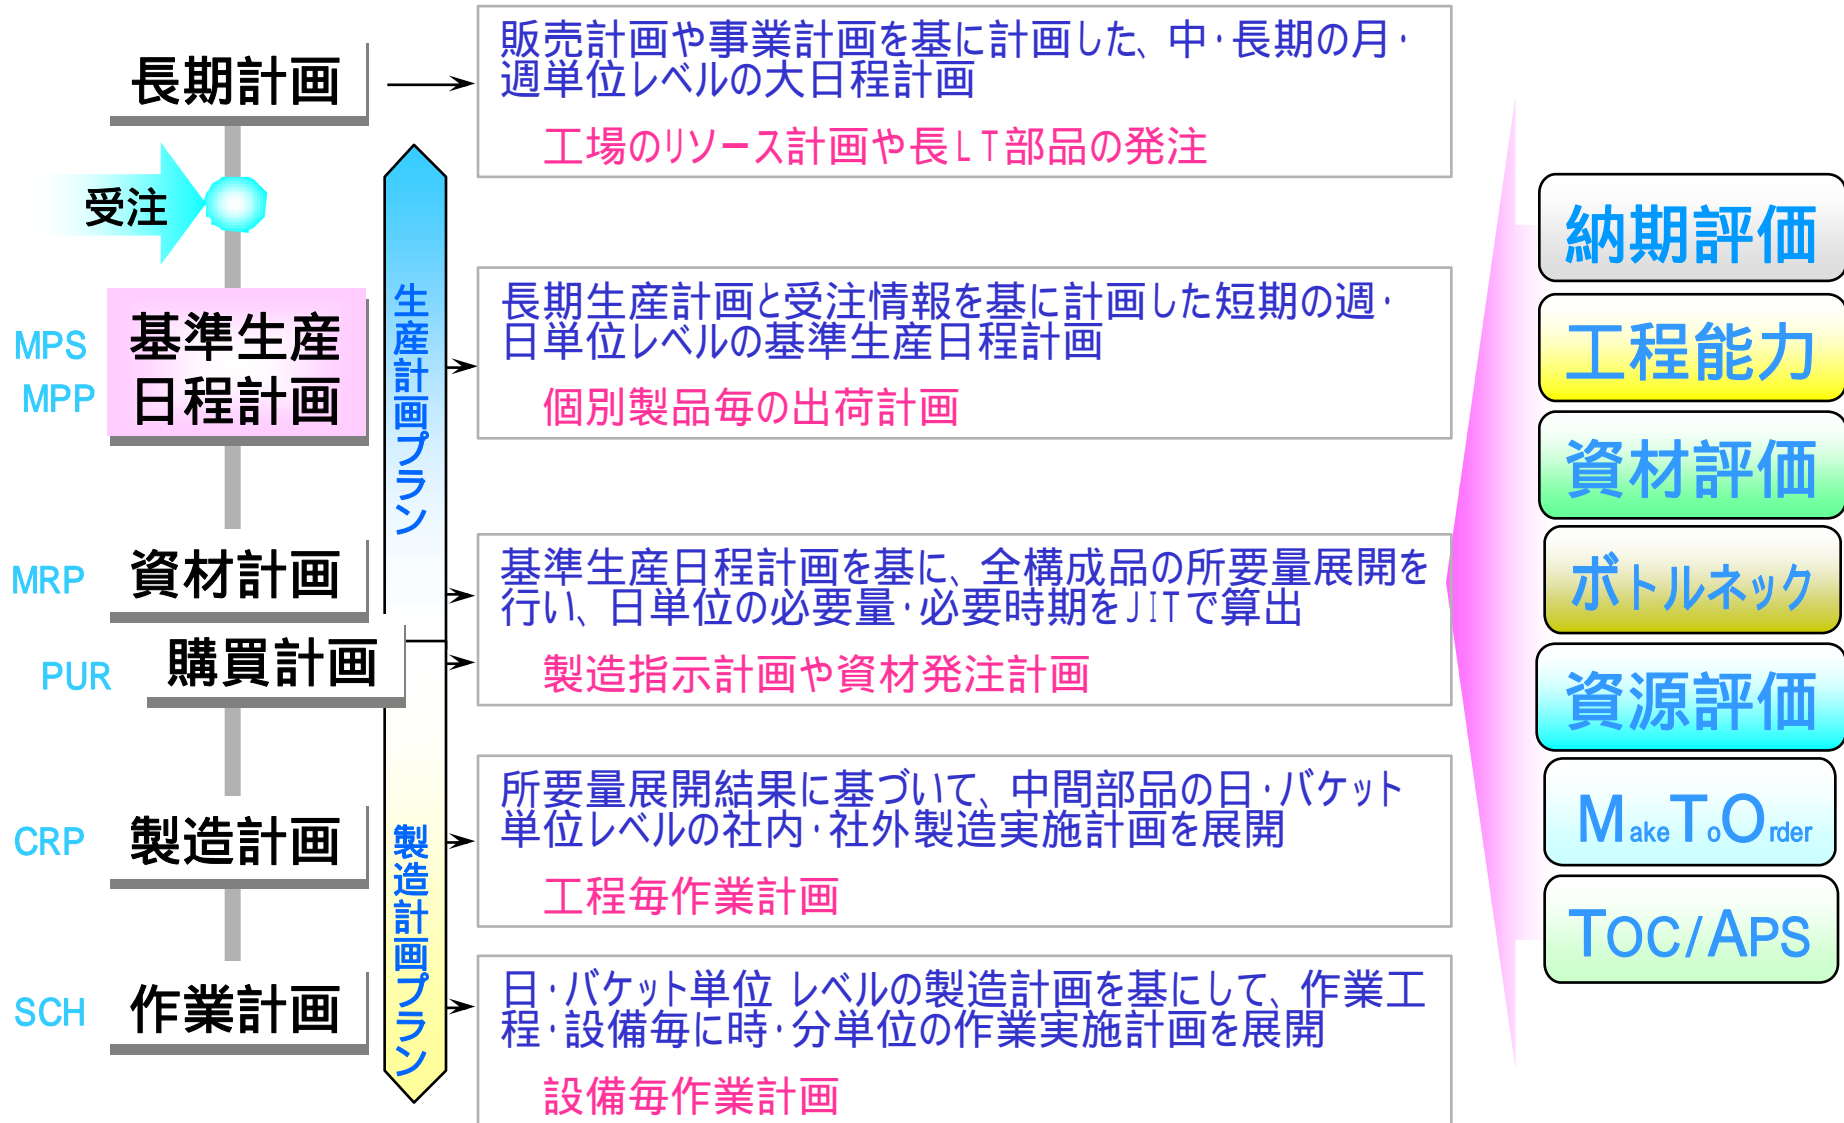 長期計画
販売計画や事業計画を基に計画した、中・長期の月・
週単位レベルの大日程計画
工場のリソース計画や長LT部品の発注
受注
生産計画プラン
MPS
MPP
基準生産
日程計画
長期生産計画と受注情報を基に計画した短期の週・
日単位レベルの基準生産日程計画
個別製品毎の出荷計画
MRP
資材計画
PUR
購買計画
基準生産日程計画を基に、全構成品の所要量展開を
行い、日単位の必要量・必要時期をJITで算出
製造指示計画や資材発注計画
製造計画プラン
CRP
製造計画
所要量展開結果に基づいて、中間部品の日・バケット
単位レベルの社内・社外製造実施計画を展開
工程毎作業計画
SCH
作業計画
日・バケット単位 レベルの製造計画を基にして、作業工
程・設備毎に時・分単位の作業実施計画を展開
設備毎作業計画
納期評価
工程能力
資材評価
ボトルネック
資源評価
MakeToOrder
TOC/APS